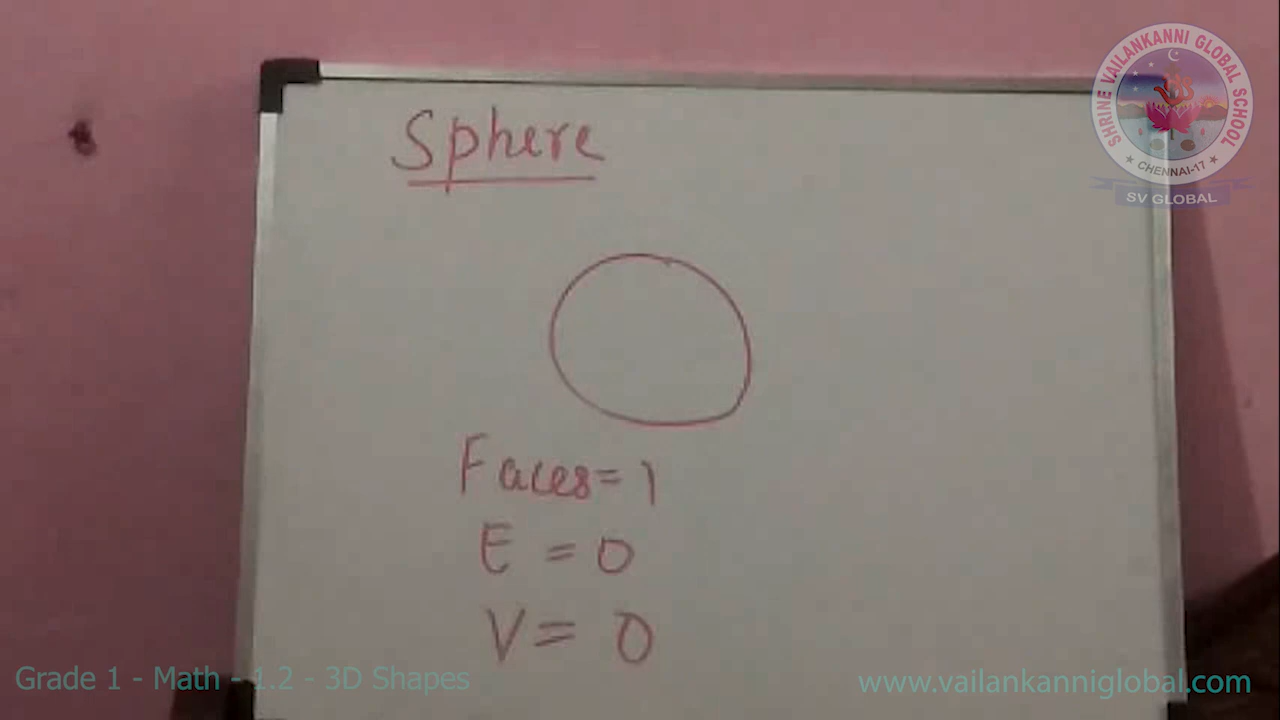 Sphere
Faces = 1
E = 0
V = 0
SHRINE VAILANKANNI GLOBAL SCHOOL
★ CHENNAI-17 ★
SV GLOBAL
Grade 1 - Math - 1.2 - 3D Shapes
www.vailankanniglobal.com